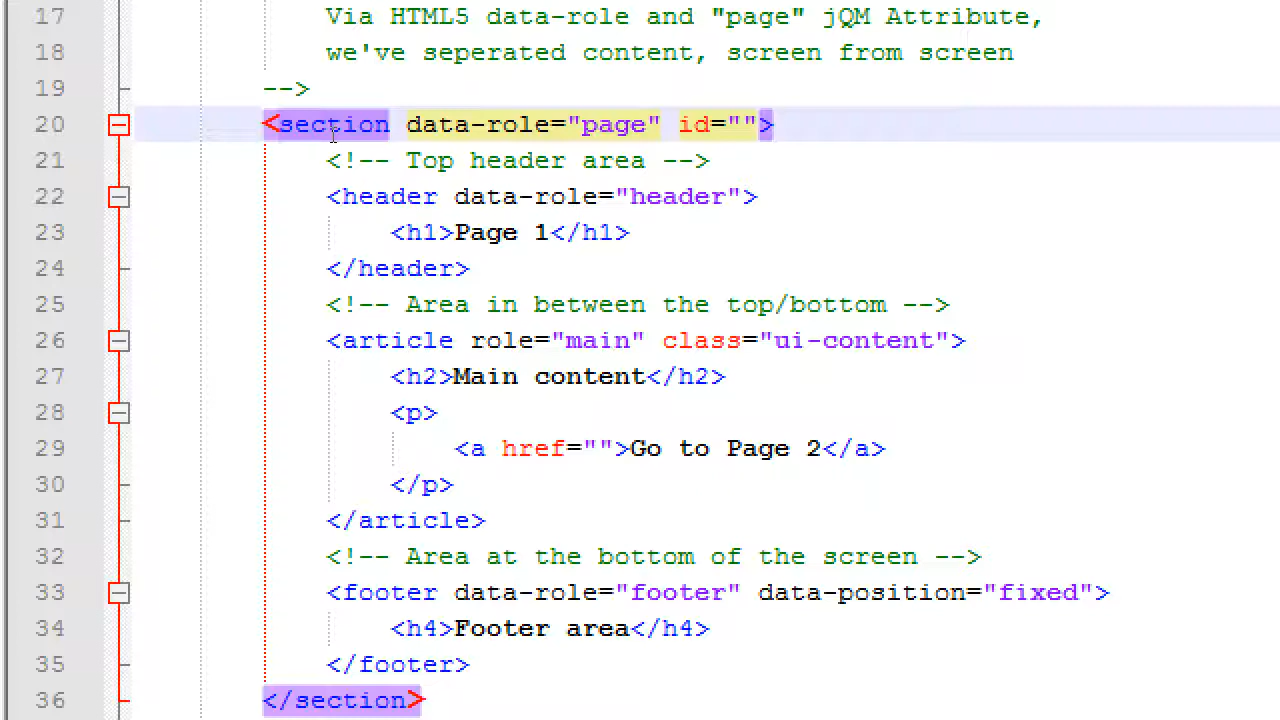 17 Via HTML5 data-role and "page" jQM Attribute,
18 we've seperated content, screen from screen
19 -->
20 <section data-role="page" id="">
21 <!-- Top header area -->
22 <header data-role="header">
23 <h1>Page 1</h1>
24 </header>
25 <!-- Area in between the top/bottom -->
26 <article role="main" class="ui-content">
27 <h2>Main content</h2>
28 <p>
29 <a href="">Go to Page 2</a>
30 </p>
31 </article>
32 <!-- Area at the bottom of the screen -->
33 <footer data-role="footer" data-position="fixed">
34 <h4>Footer area</h4>
35 </footer>
36 </section>